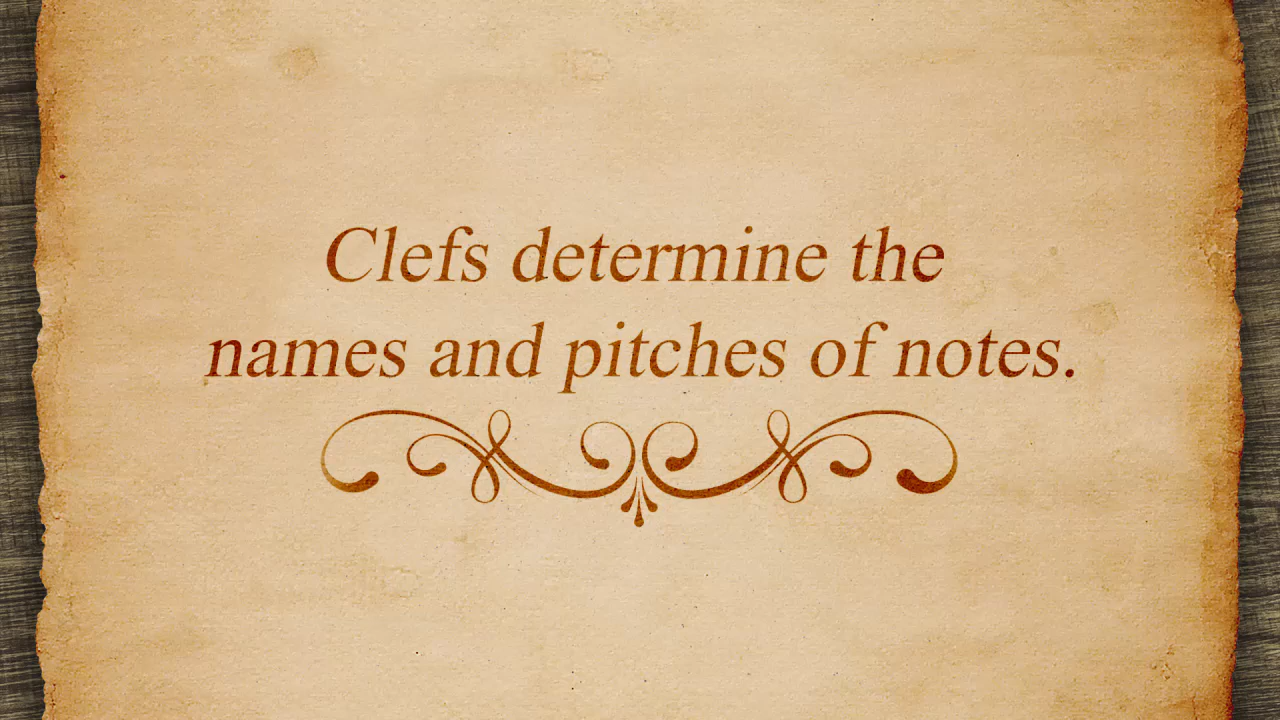 Clefs determine the
names and pitches of notes.